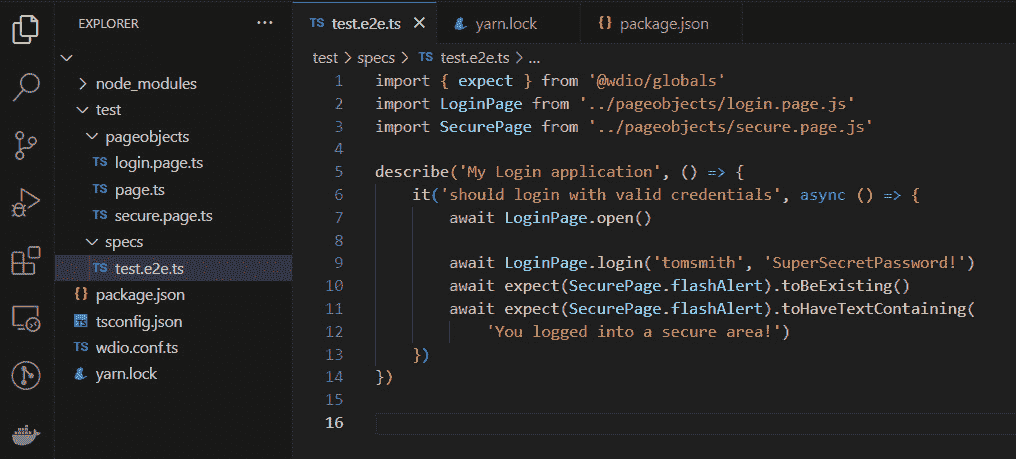 EXPLORER ...
node_modules
test
pageobjects
TS login.page.ts
TS page.ts
TS secure.page.ts
specs
TS test.e2e.ts
{} package.json
tsconfig.json
TS wdio.conf.ts
yarn.lock
TS test.e2e.ts × yarn.lock {} package.json
test > specs > TS test.e2e.ts > ...
1 import { expect } from '@wdio/globals'
2 import LoginPage from '../pageobjects/login.page.js'
3 import SecurePage from '../pageobjects/secure.page.js'
4
5 describe('My Login application', () => {
6     it('should login with valid credentials', async () => {
7         await LoginPage.open()
8
9         await LoginPage.login('tomsmith', 'SuperSecretPassword!')
10         await expect(SecurePage.flashAlert).toBeExisting()
11         await expect(SecurePage.flashAlert).toHaveTextContaining(
12             'You logged into a secure area!')
13     })
14 })
15
16